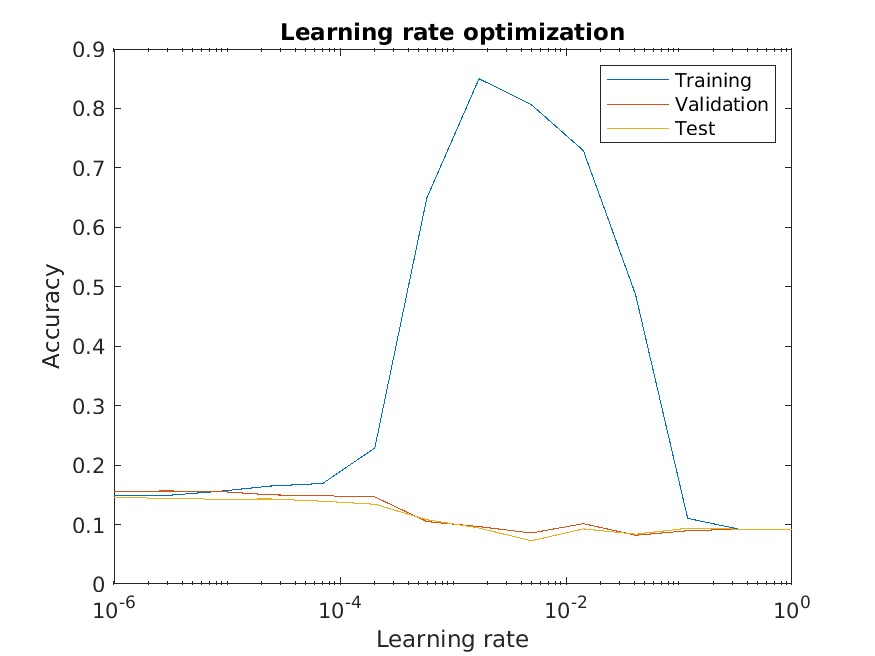 Learning rate optimization
0.9
0.8
0.7
0.6
0.5
0.4
0.3
0.2
0.1
0
Accuracy
Training
Validation
Test
10^-6 10^-4 10^-2 10^0
Learning rate